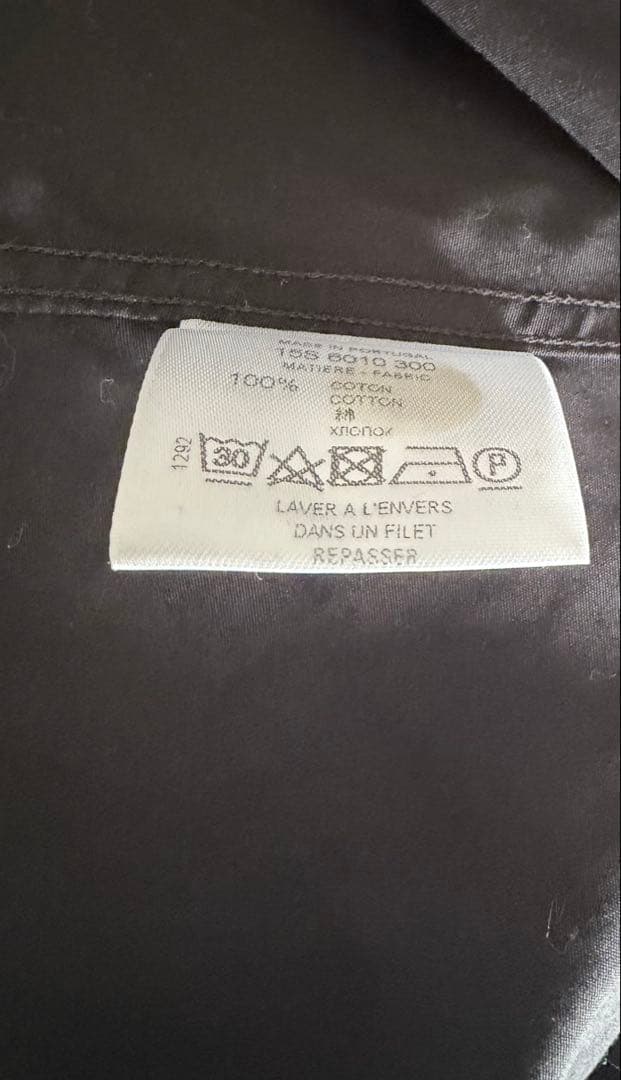 MADE IN PORTUGAL
15S 6010 300
MATIERE - FABRIC
100% COTON
COTTON
綿
ХЛОПОК
1292
30
P
LAVER A L'ENVERS
DANS UN FILET
REPASSER